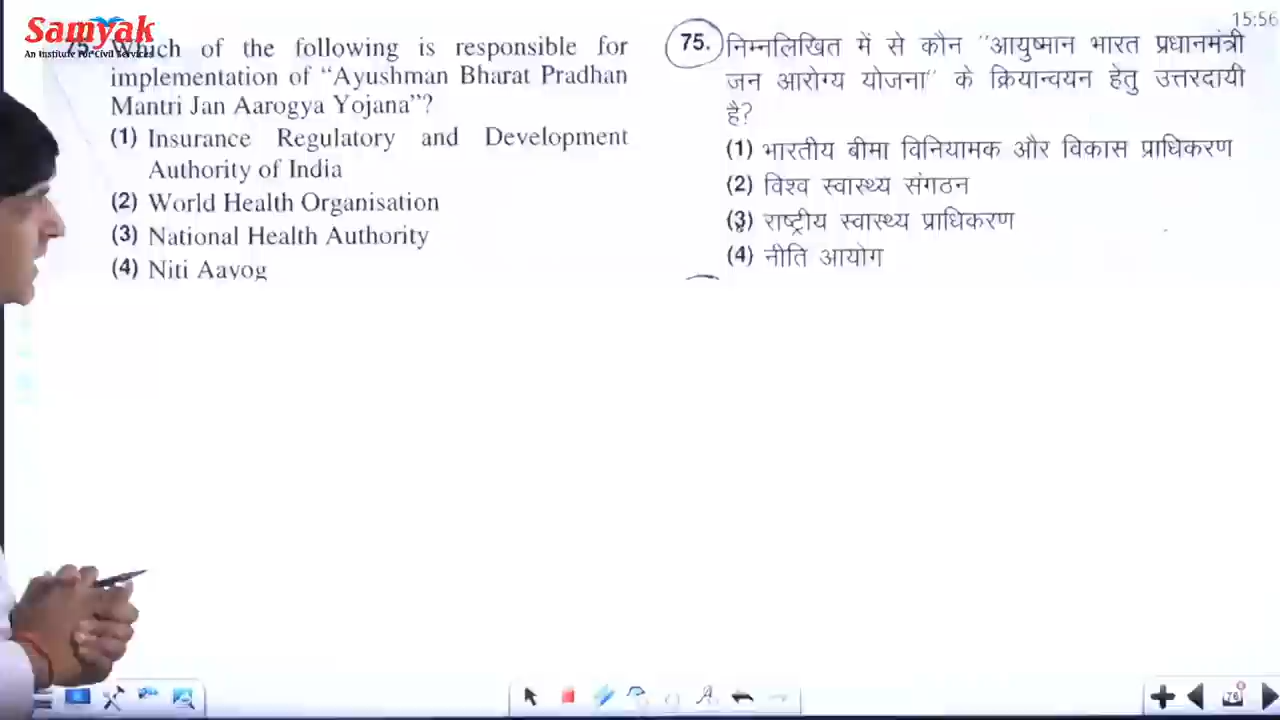 15:56
Samyak
An Institute For Civil Services
75. Which of the following is responsible for
implementation of “Ayushman Bharat Pradhan
Mantri Jan Aarogya Yojana”?
(1) Insurance Regulatory and Development
Authority of India
(2) World Health Organisation
(3) National Health Authority
(4) Niti Aayog
75. निम्नलिखित में से कौन "आयुष्मान भारत प्रधानमंत्री
जन आरोग्य योजना" के क्रियान्वयन हेतु उत्तरदायी
है?
(1) भारतीय बीमा विनियामक और विकास प्राधिकरण
(2) विश्व स्वास्थ्य संगठन
(3) राष्ट्रीय स्वास्थ्य प्राधिकरण
(4) नीति आयोग
76